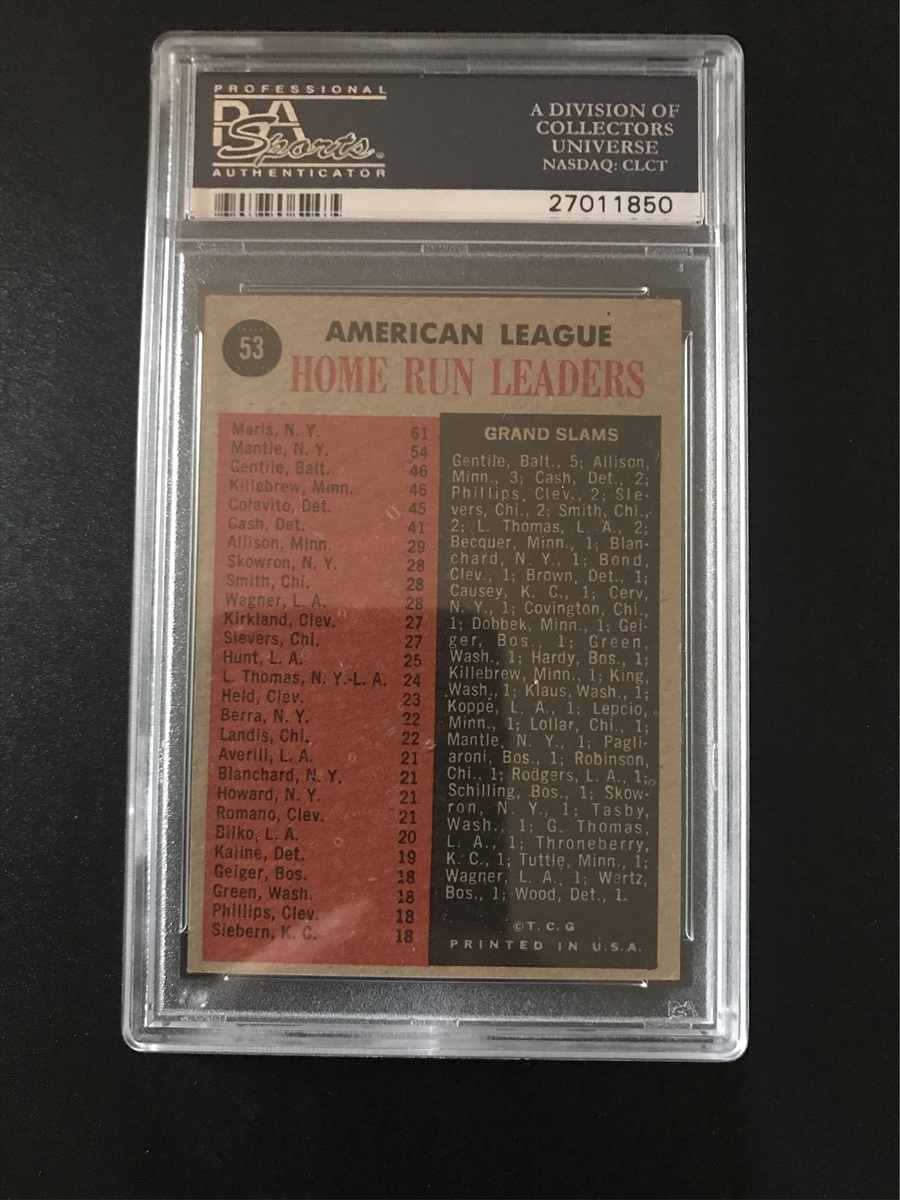 PROFESSIONAL
PSA
Sports
AUTHENTICATOR
A DIVISION OF
COLLECTORS
UNIVERSE
NASDAQ: CLCT
27011850
53
AMERICAN LEAGUE
HOME RUN LEADERS
Maris, N. Y. 61
Mantle, N. Y. 54
Gentile, Balt. 46
Killebrew, Minn. 46
Colavito, Det. 45
Cash, Det. 41
Allison, Minn. 29
Skowron, N. Y. 28
Smith, Chi. 28
Wagner, L. A. 28
Kirkland, Clev. 27
Sievers, Chi. 27
Hunt, L. A. 25
L. Thomas, N. Y.-L. A. 24
Held, Clev. 23
Berra, N. Y. 22
Landis, Chi. 22
Averill, L. A. 21
Blanchard, N. Y. 21
Howard, N. Y. 21
Romano, Clev. 21
Bilko, L. A. 20
Kaline, Det. 19
Geiger, Bos. 18
Green, Wash. 18
Phillips, Clev. 18
Siebern, K. C. 18
GRAND SLAMS
Gentile, Balt., 5; Allison,
Minn., 3; Cash, Det., 2;
Phillips, Clev., 2; Sie-
vers, Chi., 2; Smith, Chi.,
2; L. Thomas, L. A., 2;
Becquer, Minn., 1; Blan-
chard, N. Y., 1; Bond,
Clev., 1; Brown, Det., 1;
Causey, K. C., 1; Cerv,
N. Y., 1; Covington, Chi.,
1; Dobbek, Minn., 1; Gei-
ger, Bos., 1; Green,
Wash., 1; Hardy, Bos., 1;
Killebrew, Minn., 1; King,
Wash., 1; Klaus, Wash., 1;
Koppe, L. A., 1; Lepcio,
Minn., 1; Lollar, Chi., 1;
Mantle, N. Y., 1; Pagli-
aroni, Bos., 1; Robinson,
Chi., 1; Rodgers, L. A., 1;
Schilling, Bos., 1; Skow-
ron, N. Y., 1; Tasby,
Wash., 1; G. Thomas,
L. A., 1; Throneberry,
K. C., 1; Tuttle, Minn., 1;
Wagner, L. A., 1; Wertz,
Bos., 1; Wood, Det., 1.
©T. C. G
PRINTED IN U.S.A.
PSA